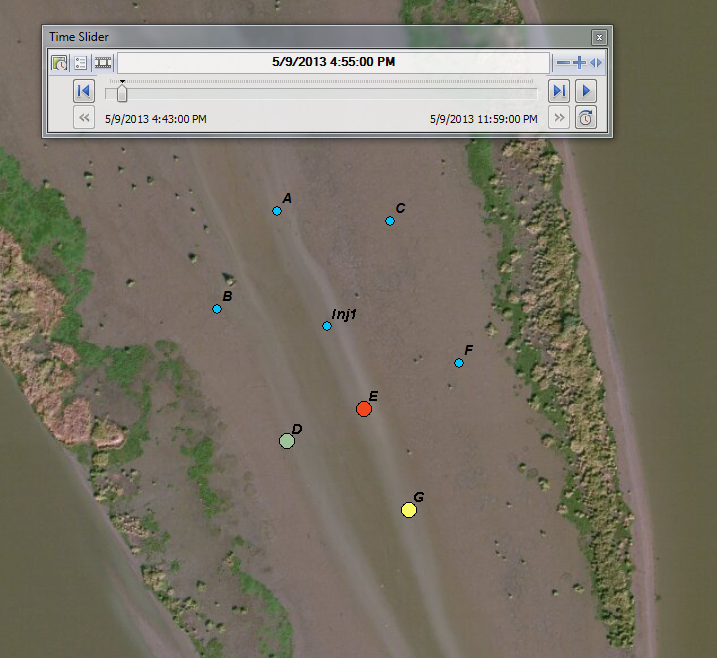 Time Slider
5/9/2013 4:55:00 PM
5/9/2013 4:43:00 PM
5/9/2013 11:59:00 PM
A
C
B
Inj1
F
E
D
G